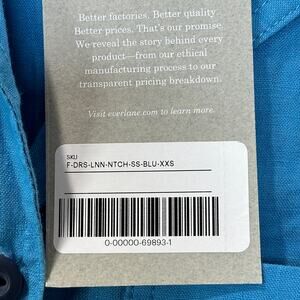 Better factories. Better quality
Better prices. That's our promise.
We reveal the story behind every
product—from our ethical
manufacturing process to our
transparent pricing breakdown.
Visit everlane.com to learn more.
SKU
F-DRS-LNN-NTCH-SS-BLU-XXS
0-00000-69893-1